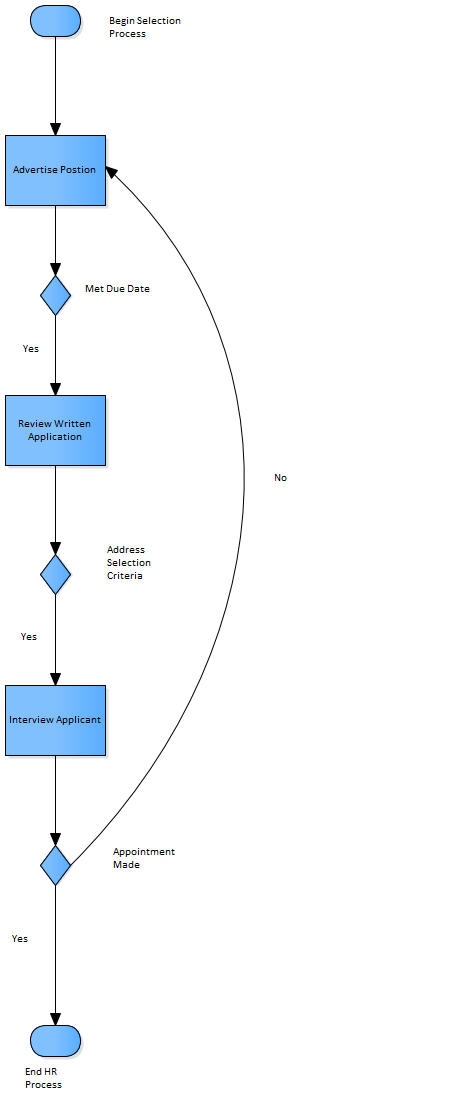 Begin Selection
Process
Advertise Postion
Met Due Date
Yes
Review Written
Application
No
Address
Selection
Criteria
Yes
Interview Applicant
Appointment
Made
Yes
End HR
Process